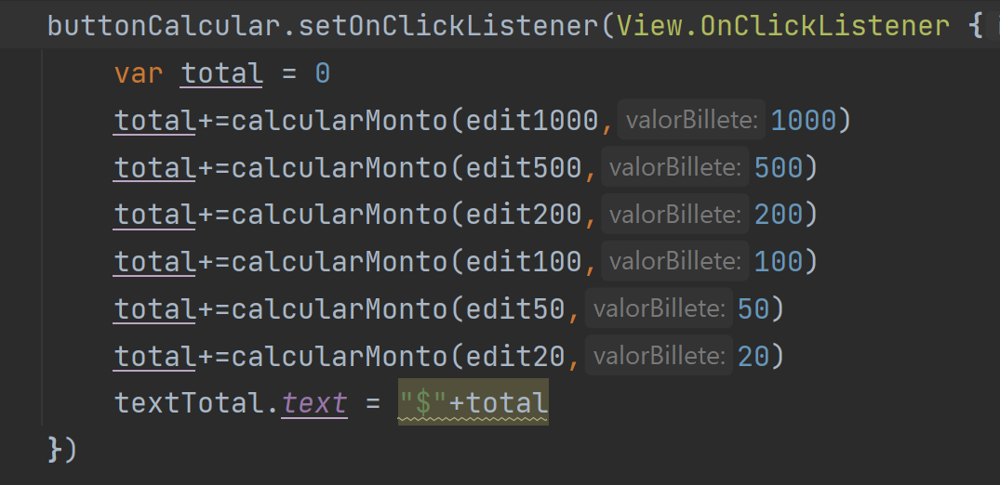 buttonCalcular.setOnClickListener(View.OnClickListener {
var total = 0
total+=calcularMonto(edit1000, valorBillete: 1000)
total+=calcularMonto(edit500, valorBillete: 500)
total+=calcularMonto(edit200, valorBillete: 200)
total+=calcularMonto(edit100, valorBillete: 100)
total+=calcularMonto(edit50, valorBillete: 50)
total+=calcularMonto(edit20, valorBillete: 20)
textTotal.text = "$"+total
})